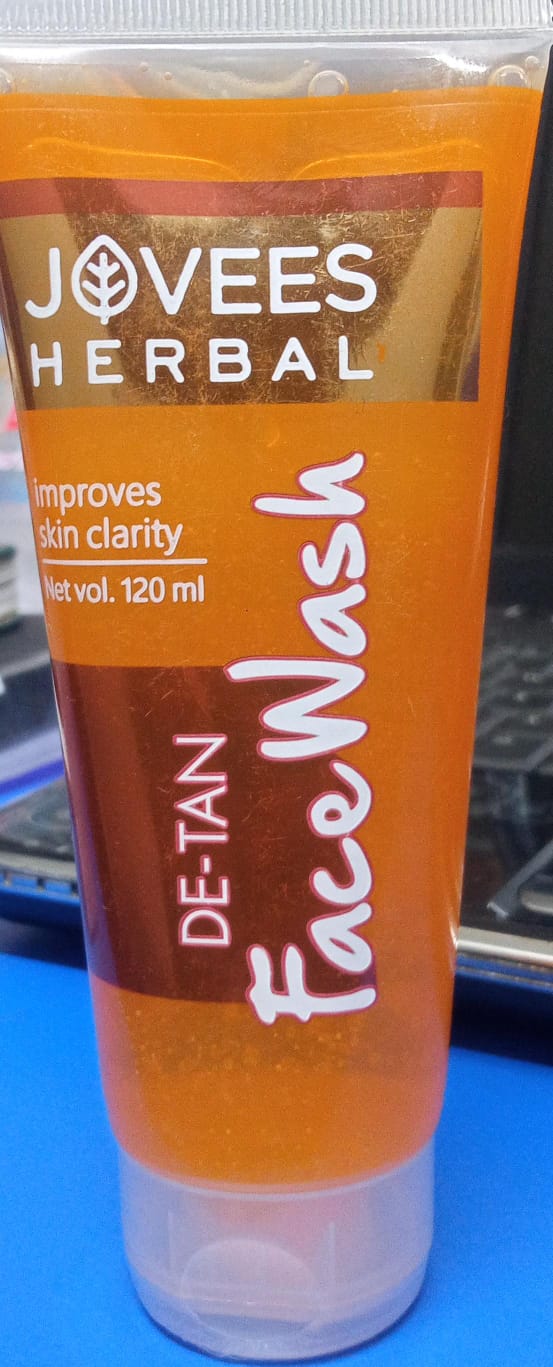 JOVEES
HERBAL
improves
skin clarity
Net vol. 120 ml
DE-TAN
Face Wash